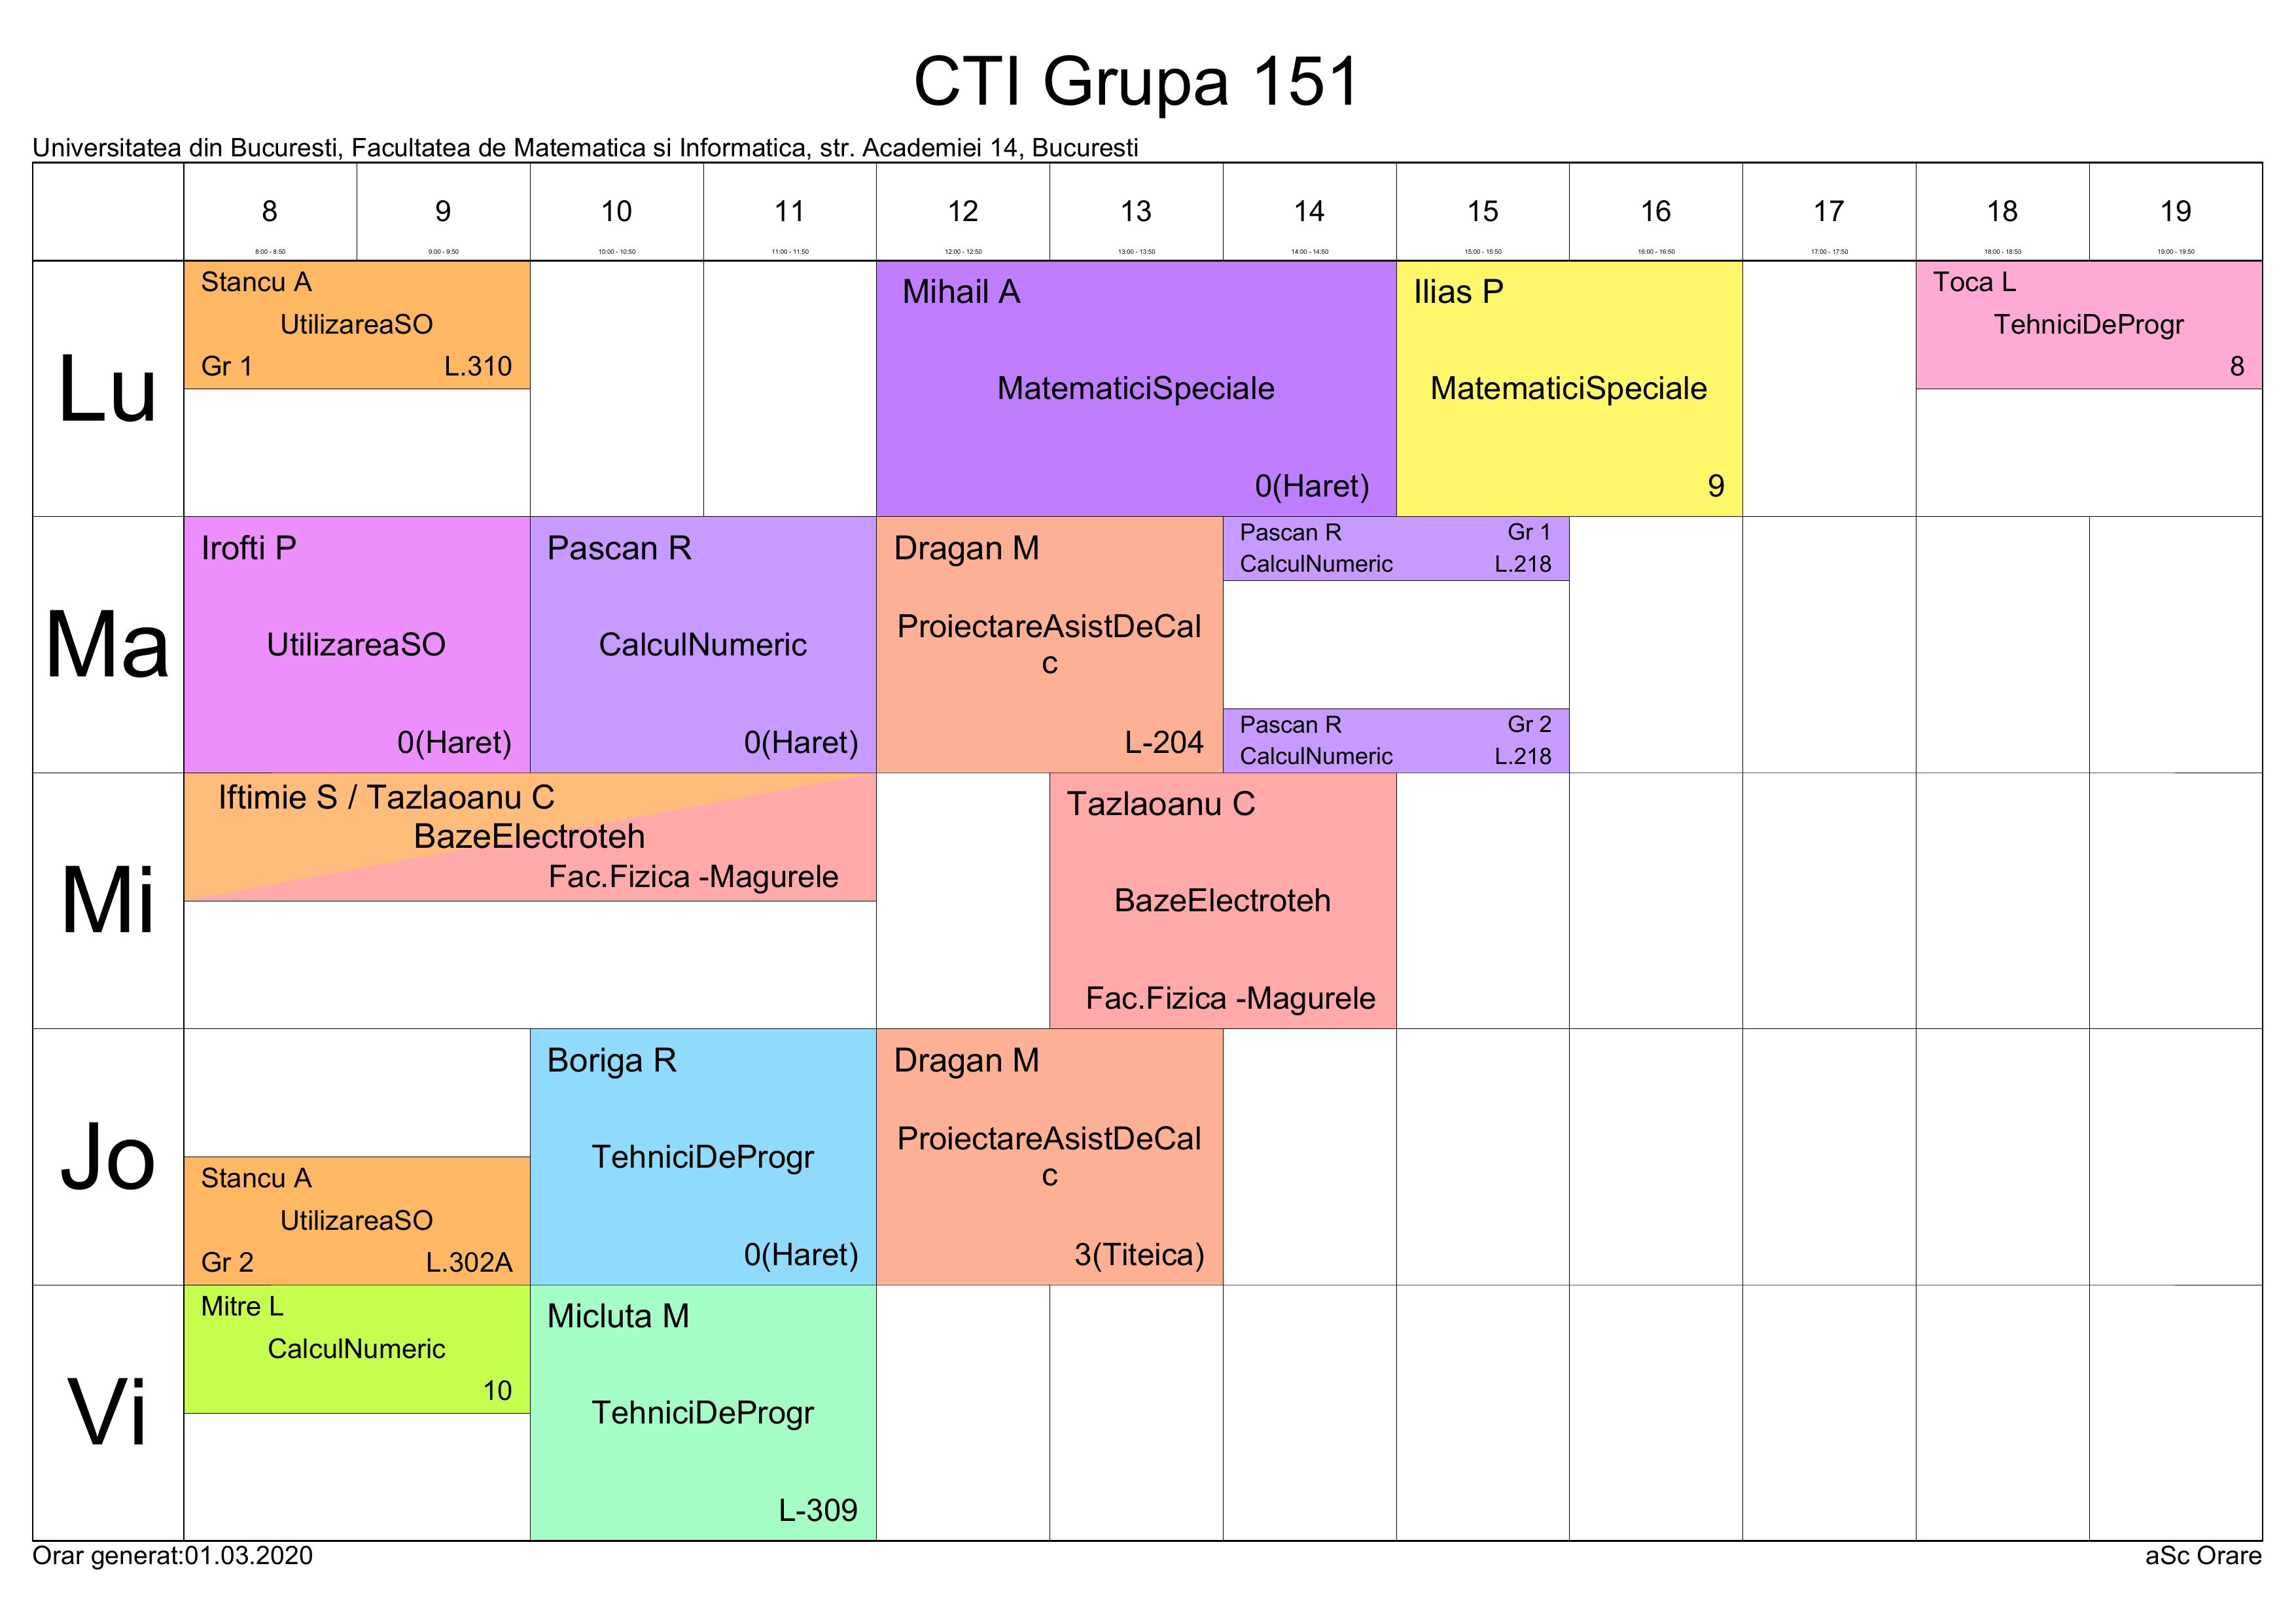 CTI Grupa 151
Universitatea din Bucuresti, Facultatea de Matematica si Informatica, str. Academiei 14, Bucuresti
8 9 10 11 12 13 14 15 16 17 18 19
8:00 - 8:50 9:00 - 9:50 10:00 - 10:50 11:00 - 11:50 12:00 - 12:50 13:00 - 13:50 14:00 - 14:50 15:00 - 15:50 16:00 - 16:50 17:00 - 17:50 18:00 - 18:50 19:00 - 19:50
Lu
Stancu A
UtilizareaSO
Gr 1 L.310
Mihail A
MatematiciSpeciale
0(Haret)
Ilias P
MatematiciSpeciale
9
Toca L
TehniciDeProgr
8
Ma
Irofti P
UtilizareaSO
0(Haret)
Pascan R
CalculNumeric
0(Haret)
Dragan M
ProiectareAsistDeCal
c
L-204
Pascan R Gr 1
CalculNumeric L.218
Pascan R Gr 2
CalculNumeric L.218
Mi
Iftimie S / Tazlaoanu C
BazeElectroteh
Fac.Fizica -Magurele
Tazlaoanu C
BazeElectroteh
Fac.Fizica -Magurele
Jo
Stancu A
UtilizareaSO
Gr 2 L.302A
Boriga R
TehniciDeProgr
0(Haret)
Dragan M
ProiectareAsistDeCal
c
3(Titeica)
Vi
Mitre L
CalculNumeric
10
Micluta M
TehniciDeProgr
L-309
Orar generat:01.03.2020 aSc Orare